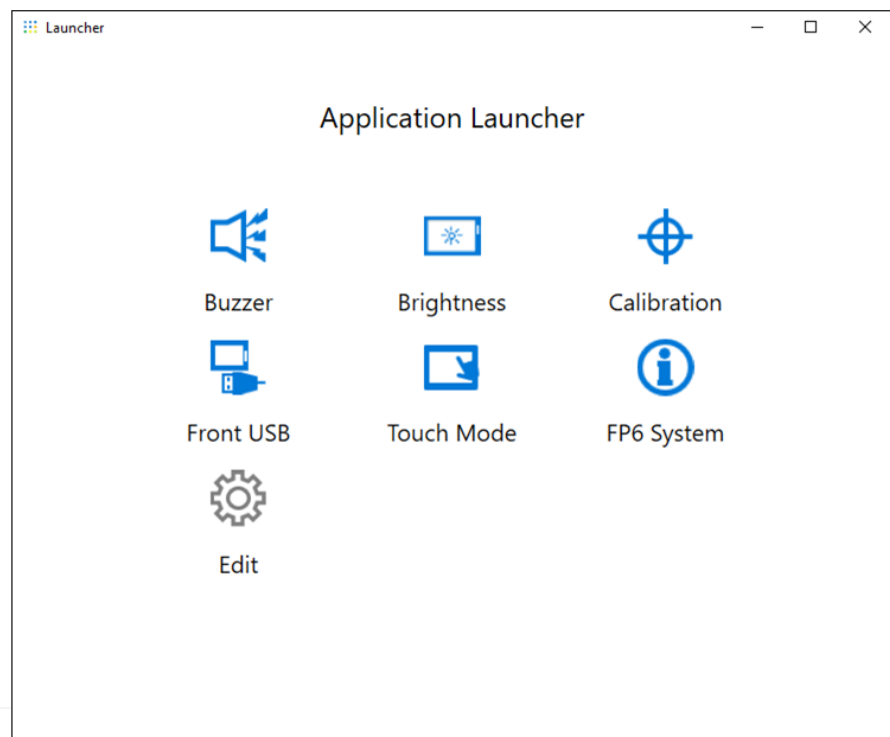 Launcher
Application Launcher
Buzzer Brightness Calibration
Front USB Touch Mode FP6 System
Edit